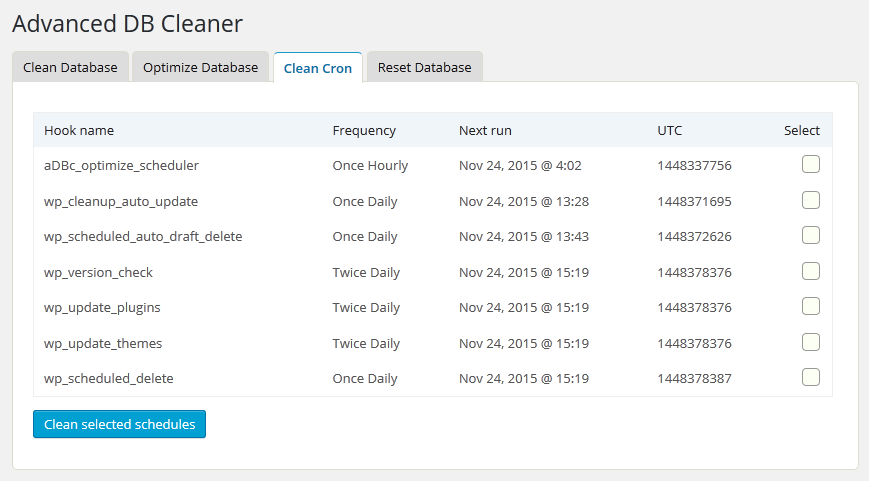 Advanced DB Cleaner
Clean Database Optimize Database Clean Cron Reset Database
Hook name Frequency Next run UTC Select
aDBc_optimize_scheduler Once Hourly Nov 24, 2015 @ 4:02 1448337756
wp_cleanup_auto_update Once Daily Nov 24, 2015 @ 13:28 1448371695
wp_scheduled_auto_draft_delete Once Daily Nov 24, 2015 @ 13:43 1448372626
wp_version_check Twice Daily Nov 24, 2015 @ 15:19 1448378376
wp_update_plugins Twice Daily Nov 24, 2015 @ 15:19 1448378376
wp_update_themes Twice Daily Nov 24, 2015 @ 15:19 1448378376
wp_scheduled_delete Once Daily Nov 24, 2015 @ 15:19 1448378387
Clean selected schedules